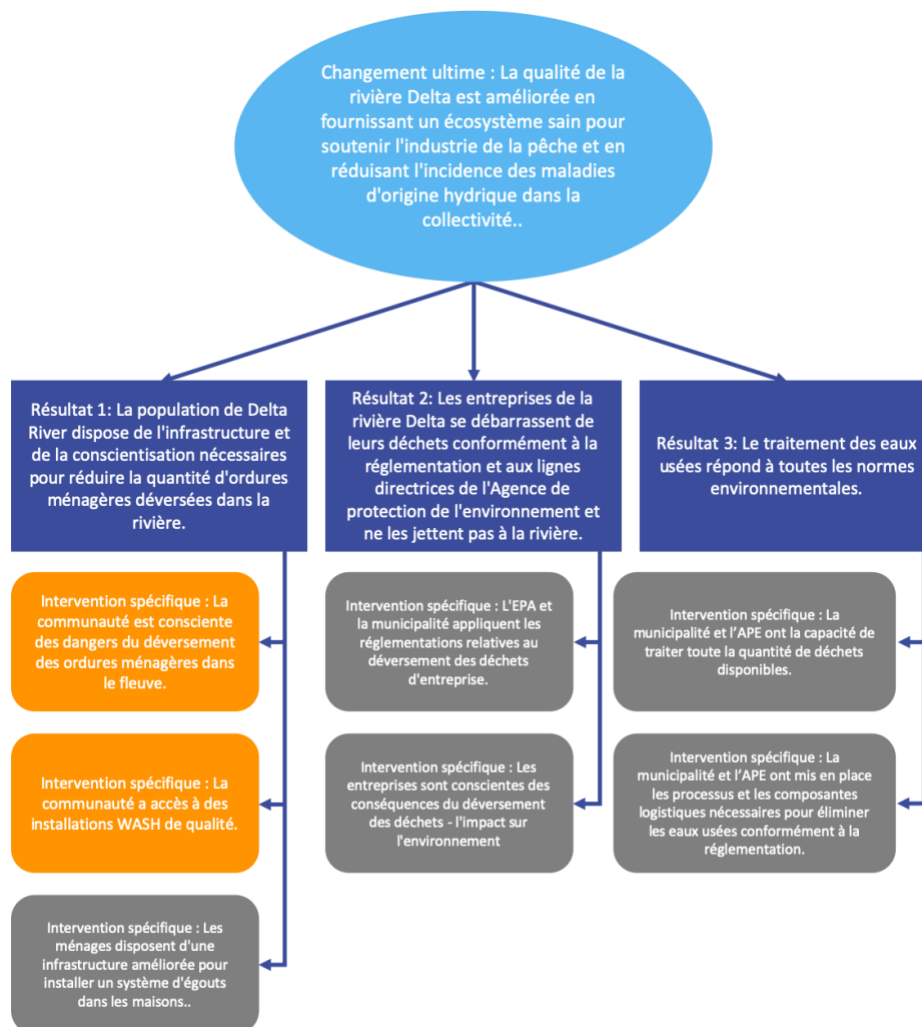 Changement ultime : La qualité de la
rivière Delta est améliorée en
fournissant un écosystème sain pour
soutenir l'industrie de la pêche et en
réduisant l'incidence des maladies
d'origine hydrique dans la
collectivité..
Résultat 1: La population de Delta
River dispose de l'infrastructure et
de la conscientisation nécessaires
pour réduire la quantité d'ordures
ménagères déversées dans la
rivière.
Résultat 2: Les entreprises de la
rivière Delta se débarrassent de
leurs déchets conformément à la
réglementation et aux lignes
directrices de l'Agence de
protection de l'environnement et
ne les jettent pas à la rivière.
Résultat 3: Le traitement des eaux
usées répond à toutes les normes
environnementales.
Intervention spécifique : La
communauté est consciente
des dangers du déversement
des ordures ménagères dans
le fleuve.
Intervention spécifique : L'EPA et
la municipalité appliquent les
réglementations relatives au
déversement des déchets
d'entreprise.
Intervention spécifique : La
municipalité et l’APE ont la capacité de
traiter toute la quantité de déchets
disponibles.
Intervention spécifique : La
communauté a accès à des
installations WASH de qualité.
Intervention spécifique : Les
entreprises sont conscientes des
conséquences du déversement
des déchets - l'impact sur
l'environnement
Intervention spécifique : La
municipalité et l’APE ont mis en place
les processus et les composantes
logistiques nécessaires pour éliminer
les eaux usées conformément à la
réglementation.
Intervention spécifique : Les
ménages disposent d'une
infrastructure améliorée pour
installer un système d'égouts
dans les maisons..